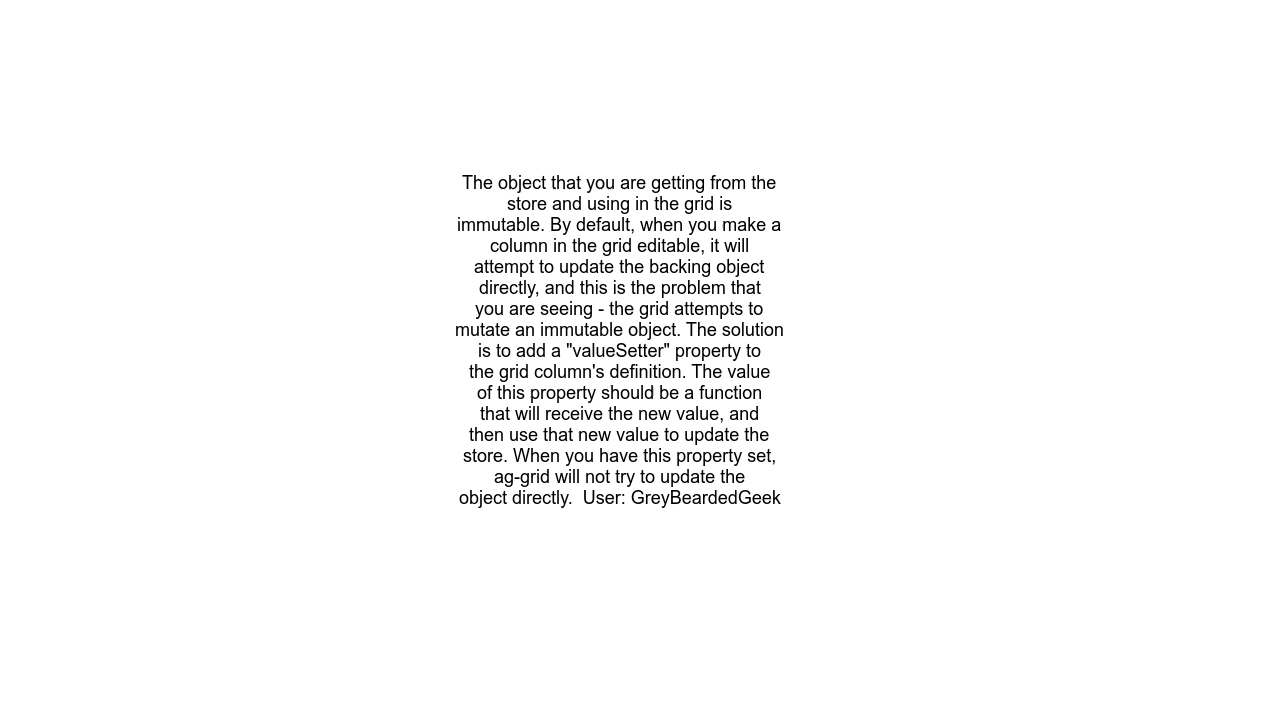 The object that you are getting from the
store and using in the grid is
immutable. By default, when you make a
column in the grid editable, it will
attempt to update the backing object
directly, and this is the problem that
you are seeing - the grid attempts to
mutate an immutable object. The solution
is to add a "valueSetter" property to
the grid column's definition. The value
of this property should be a function
that will receive the new value, and
then use that new value to update the
store. When you have this property set,
ag-grid will not try to update the
object directly.  User: GreyBeardedGeek